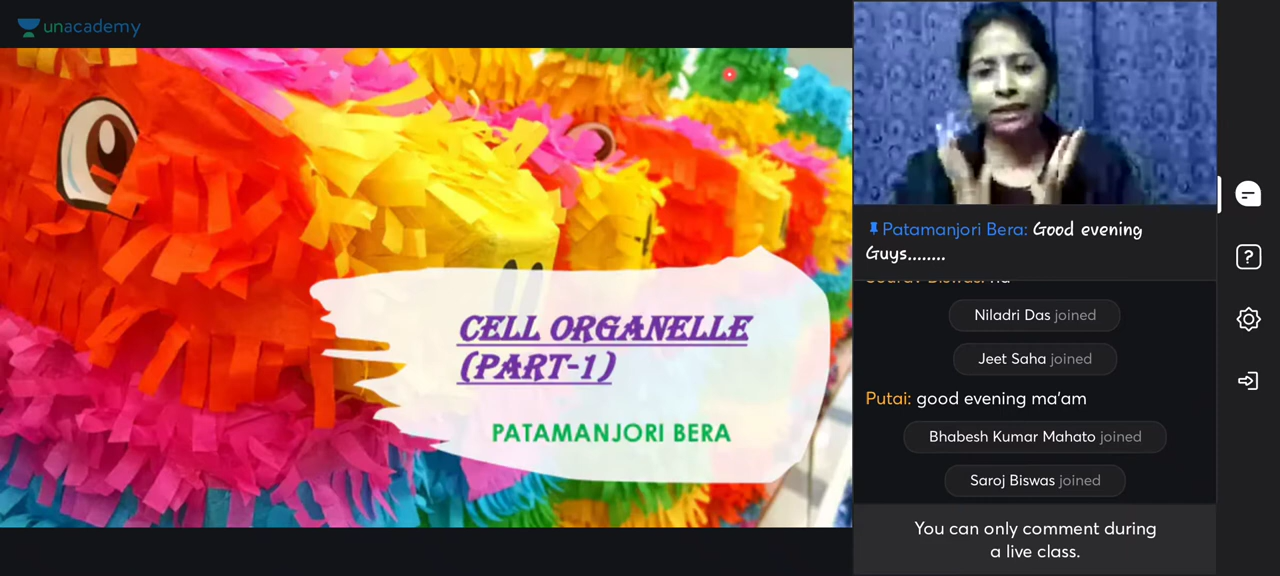 unacademy
CELL ORGANELLE
(PART-1)
PATAMANJORI BERA
Patamanjori Bera: Good evening
Guys........
Niladri Das joined
Jeet Saha joined
Putai: good evening ma'am
Bhabesh Kumar Mahato joined
Saroj Biswas joined
?
You can only comment during
a live class.